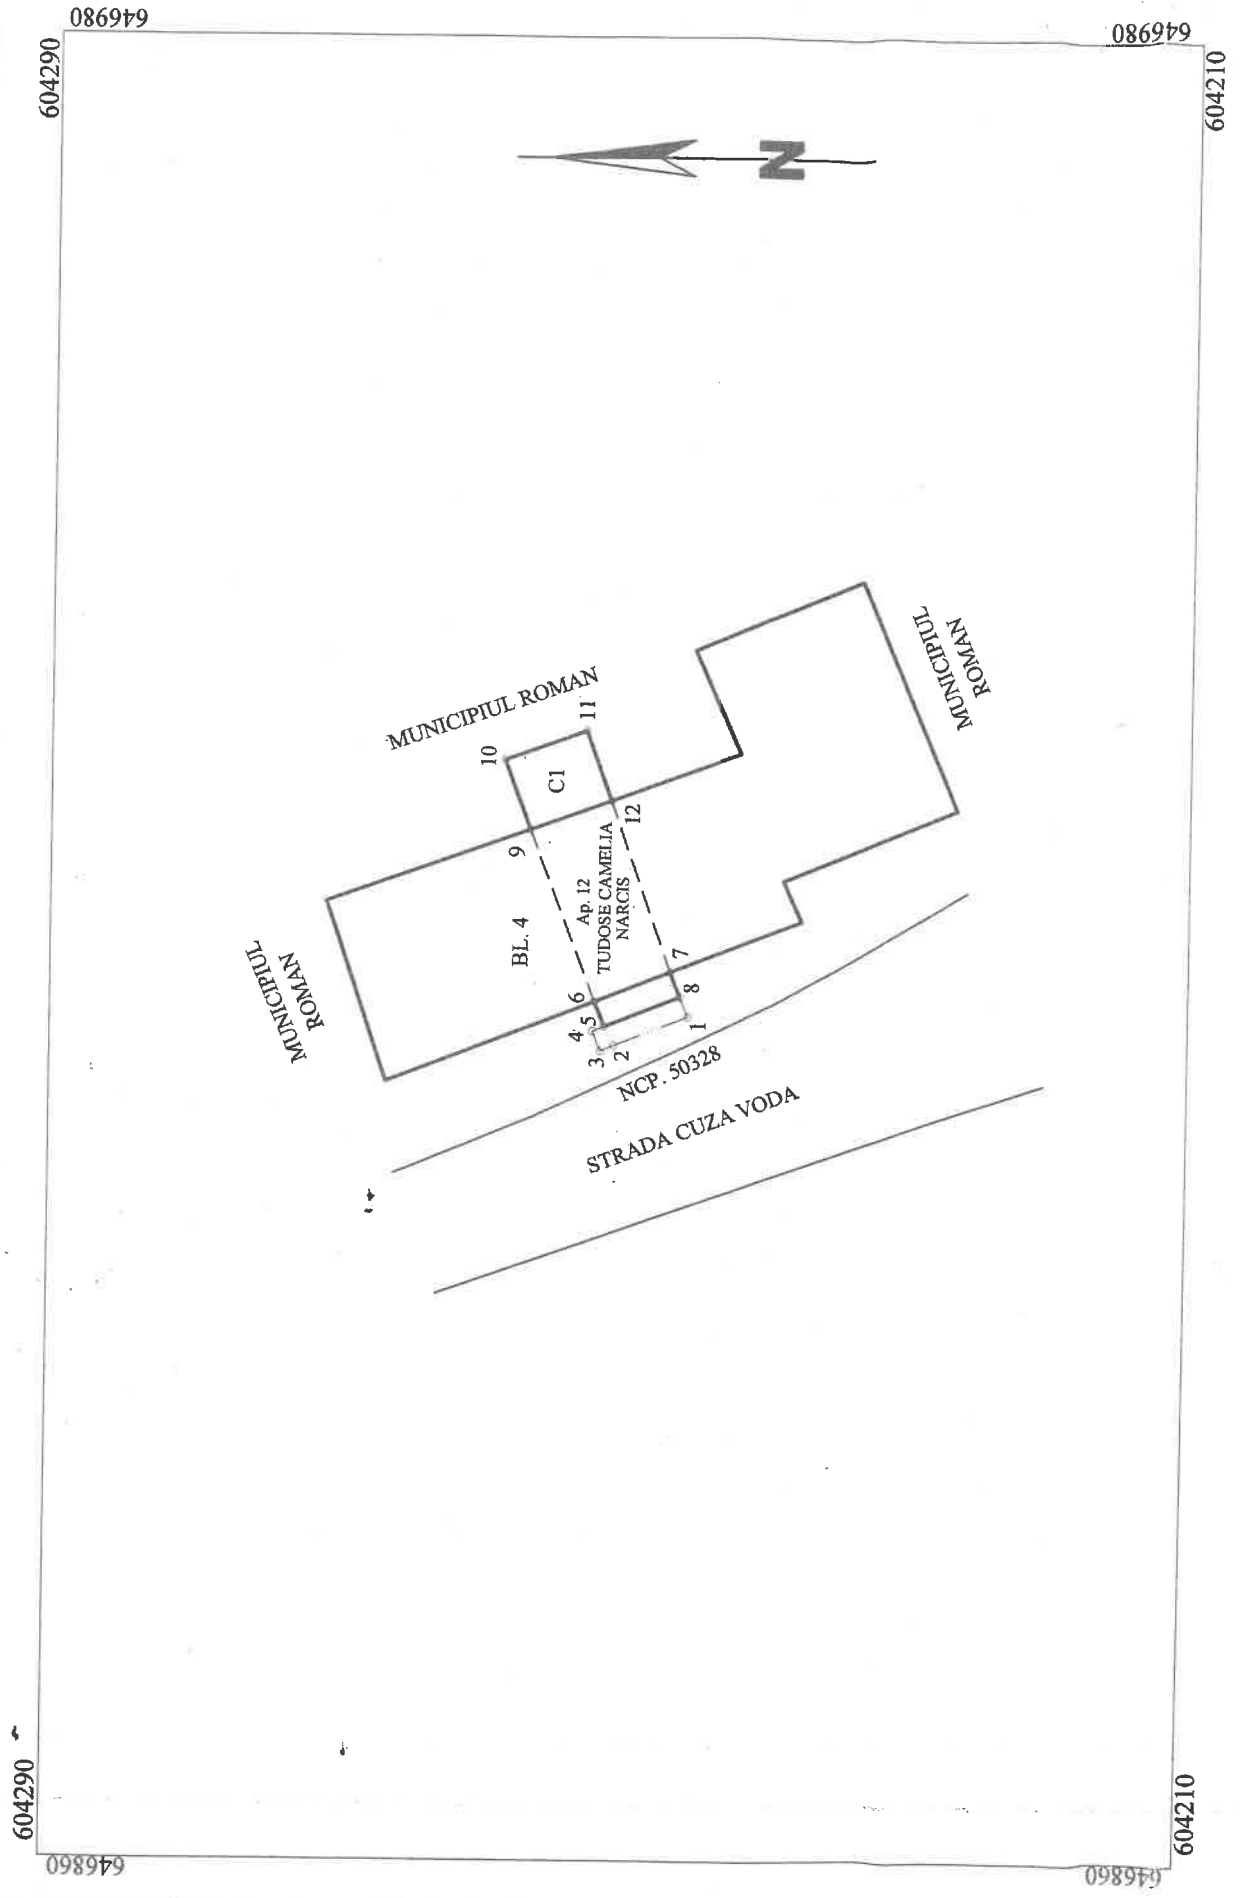 646980
646980
604290
604210
N
MUNICIPIUL ROMAN
MUNICIPIUL
ROMAN
10
11
C1
9
12
BL. 4
Ap. 12
TUDOSE CAMELIA
NARCIS
MUNICIPIUL
ROMAN
6
7
5
8
4
3
2
1
NCP. 50328
STRADA CUZA VODA
604290
604210
646860
646860